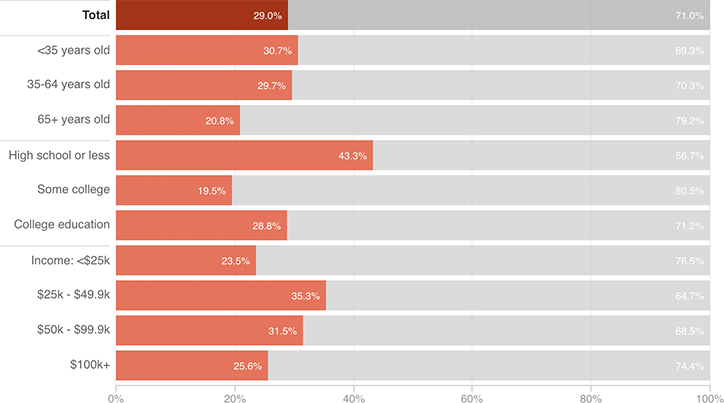 Total 29.0% 71.0%
<35 years old 30.7% 69.3%
35-64 years old 29.7% 70.3%
65+ years old 20.8% 79.2%
High school or less 43.3% 56.7%
Some college 19.5% 80.5%
College education 28.8% 71.2%
Income: <$25k 23.5% 76.5%
$25k - $49.9k 35.3% 64.7%
$50k - $99.9k 31.5% 68.5%
$100k+ 25.6% 74.4%
0% 20% 40% 60% 80% 100%